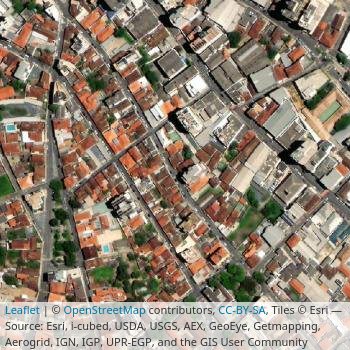 Leaflet | © OpenStreetMap contributors, CC-BY-SA, Tiles © Esri —
Source: Esri, i-cubed, USDA, USGS, AEX, GeoEye, Getmapping,
Aerogrid, IGN, IGP, UPR-EGP, and the GIS User Community